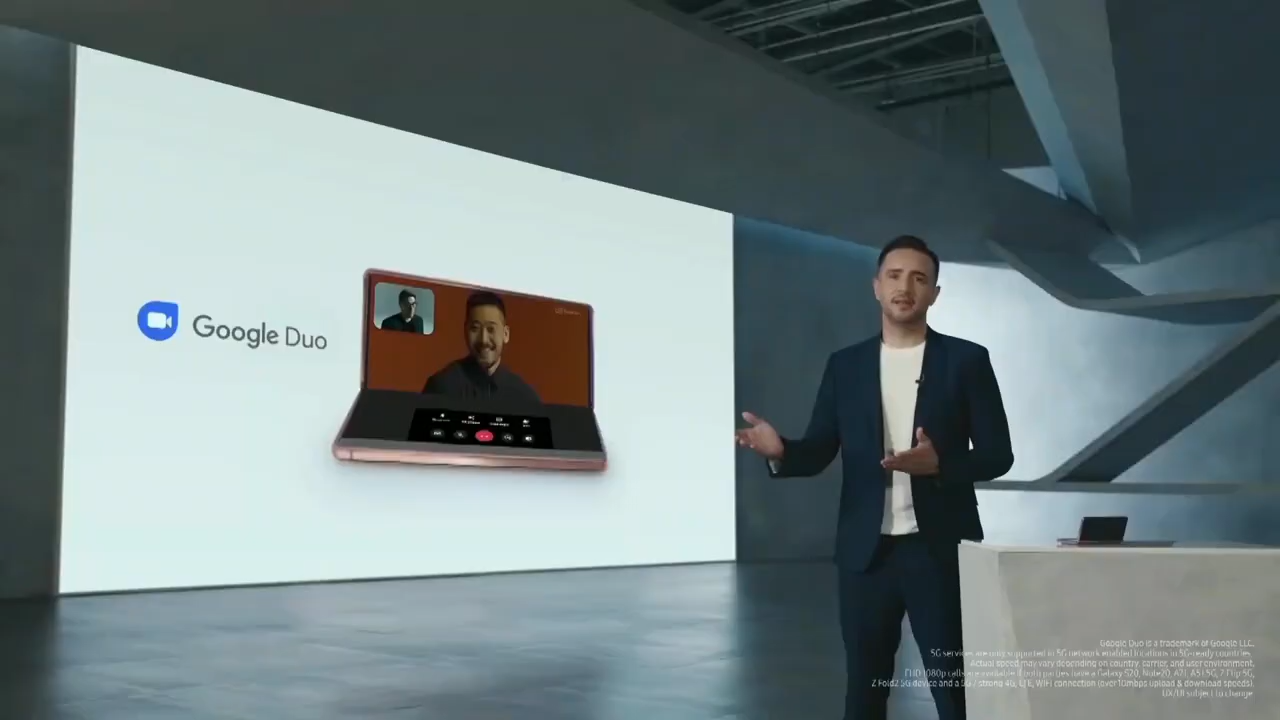 Google Duo
Google Duo is a trademark of Google LLC.
5G services are only supported in 5G network enabled locations in 5G-ready countries.
Actual speed may vary depending on country, carrier, and user environment.
FHD 1080p calls are available if both parties have a Galaxy S20, Note20, A71, A51 5G, Z Flip 5G,
Z Fold2 5G device and a 5G / strong 4G, LTE, WiFi connection (over 10mbps upload & download speeds).
UX/UI subject to change.